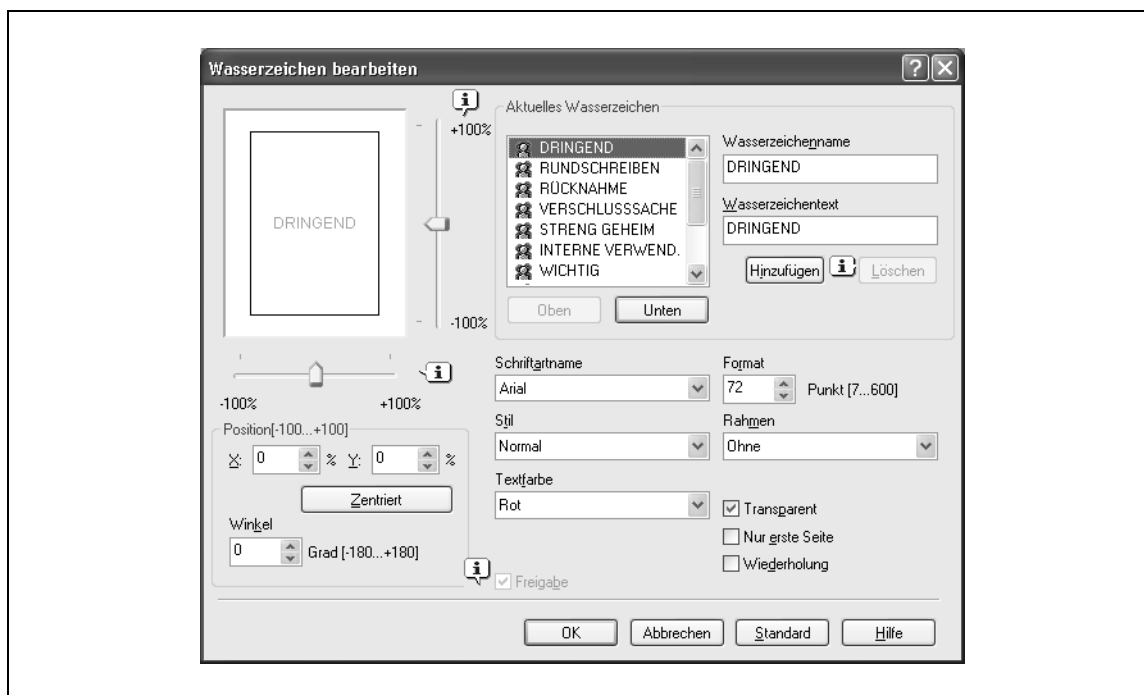 Wasserzeichen bearbeiten
+100%
DRINGEND
-100%
-100% +100%
Position[-100...+100]
X: 0 % Y: 0 %
Zentriert
Winkel
0 Grad [-180...+180]
Aktuelles Wasserzeichen
DRINGEND
RUNDSCHREIBEN
RÜCKNAHME
VERSCHLUSSSACHE
STRENG GEHEIM
INTERNE VERWEND.
WICHTIG
Oben Unten
Wasserzeichenname
DRINGEND
Wasserzeichentext
DRINGEND
Hinzufügen Löschen
Schriftartname
Arial
Format
72 Punkt [7...600]
Stil
Normal
Rahmen
Ohne
Textfarbe
Rot
Transparent
Nur erste Seite
Wiederholung
Freigabe
OK Abbrechen Standard Hilfe